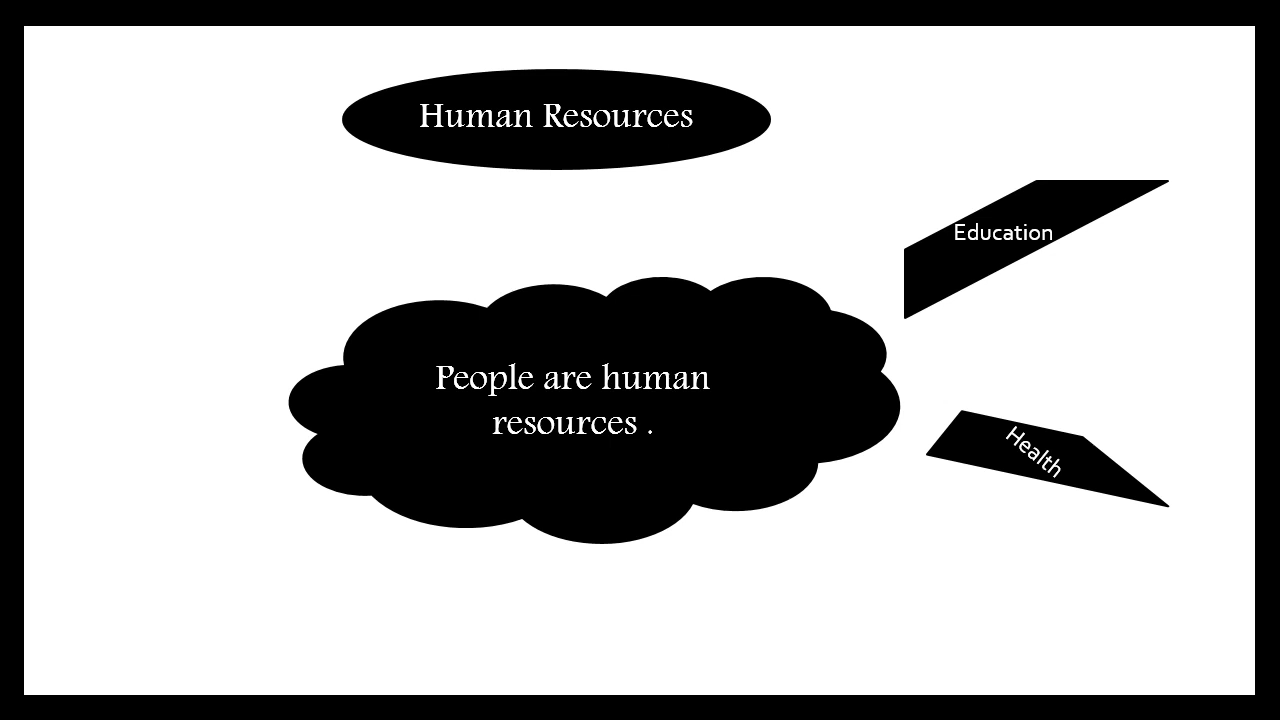 Human Resources
Education
People are human
resources .
Health